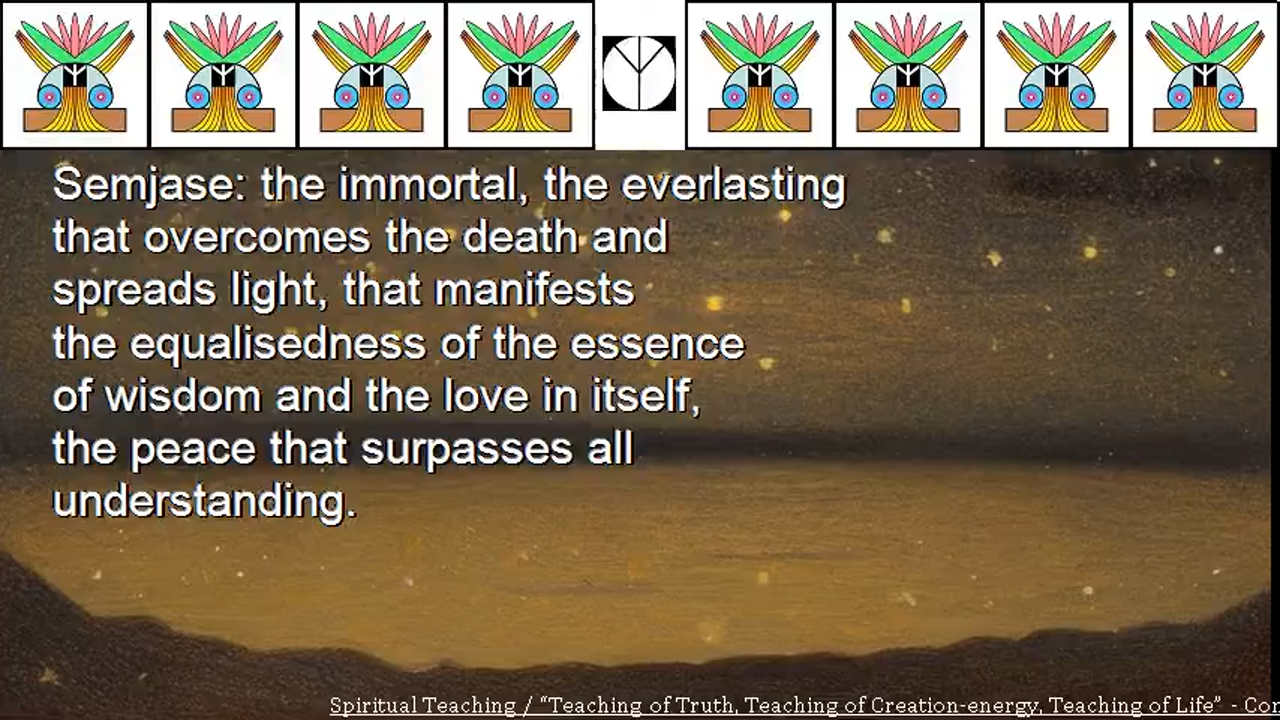 Semjase: the immortal, the everlasting
that overcomes the death and
spreads light, that manifests
the equalisedness of the essence
of wisdom and the love in itself,
the peace that surpasses all
understanding.
Spiritual Teaching / “Teaching of Truth, Teaching of Creation-energy, Teaching of Life” - Con